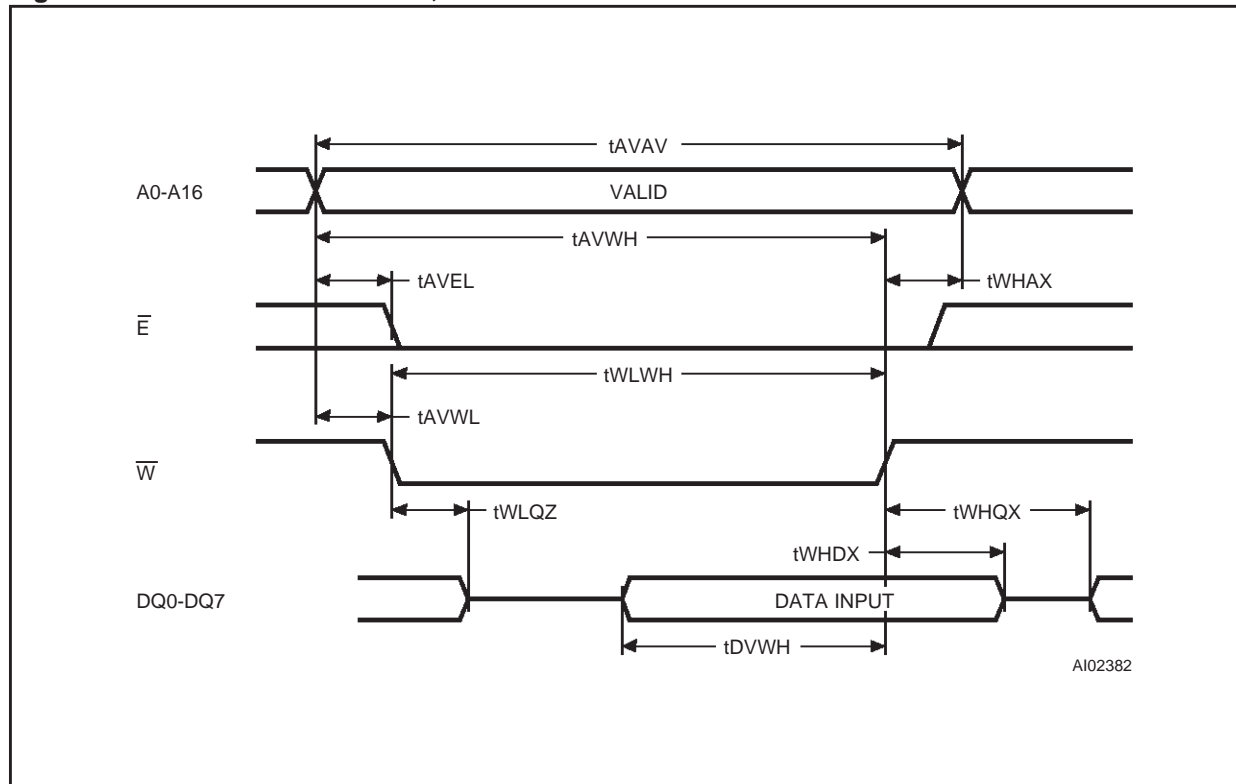 tAVAV
A0-A16
VALID
tAVWH
tAVEL
tWHAX
E̅
tWLWH
tAVWL
W̅
tWLQZ
tWHQX
tWHDX
DQ0-DQ7
DATA INPUT
tDVWH
AI02382